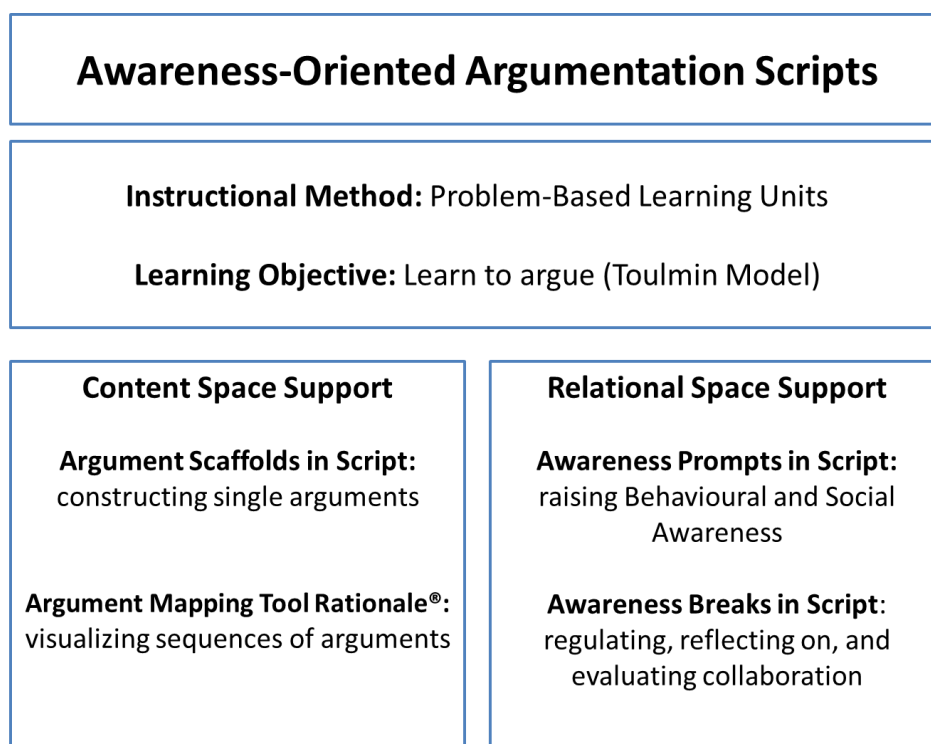 Awareness-Oriented Argumentation Scripts
Instructional Method: Problem-Based Learning Units
Learning Objective: Learn to argue (Toulmin Model)
Content Space Support
Argument Scaffolds in Script:
constructing single arguments
Argument Mapping Tool Rationale®:
visualizing sequences of arguments
Relational Space Support
Awareness Prompts in Script:
raising Behavioural and Social
Awareness
Awareness Breaks in Script:
regulating, reflecting on, and
evaluating collaboration